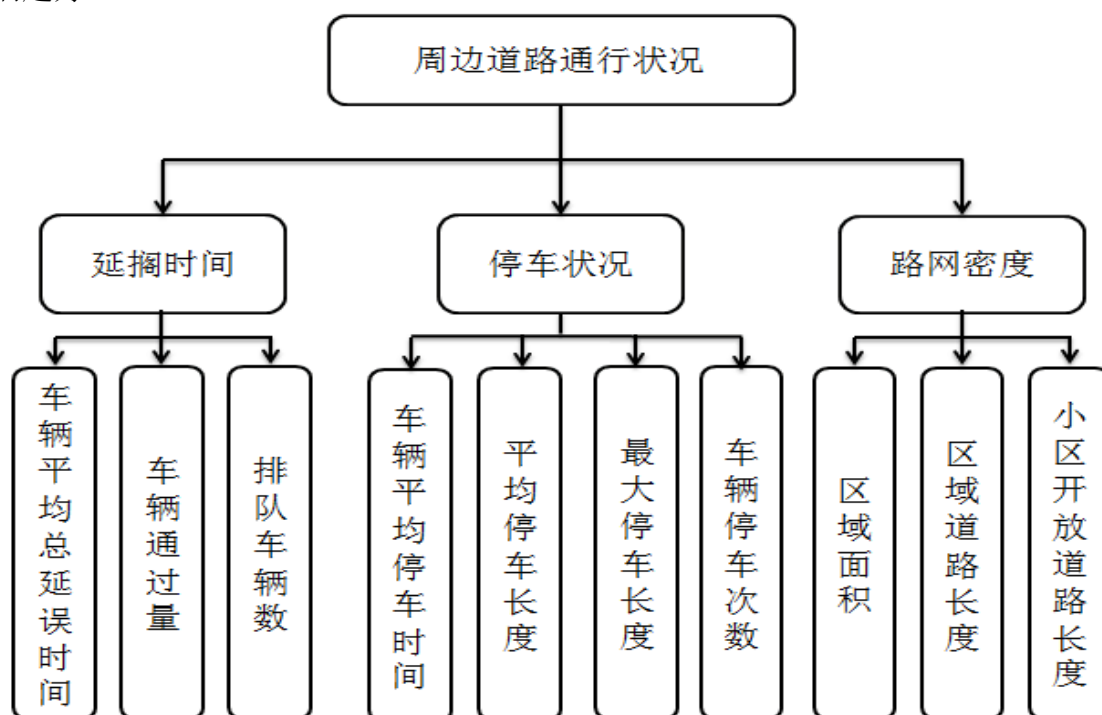 周边道路通行状况
延搁时间
停车状况
路网密度
车辆平均总延误时间
车辆通过量
排队车辆数
车辆平均停车时间
平均停车长度
最大停车长度
车辆停车次数
区域面积
区域道路长度
小区开放道路长度